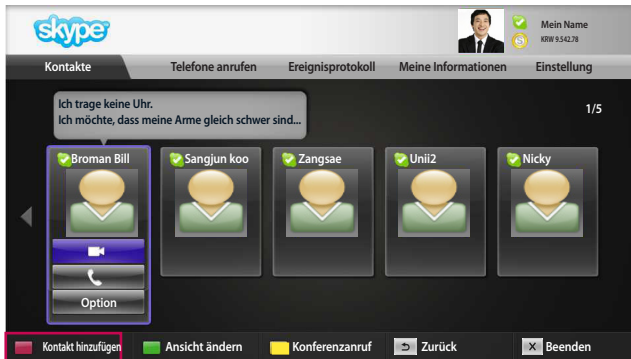 skype
Mein Name
KRW 9.542.78
Kontakte Telefone anrufen Ereignisprotokoll Meine Informationen Einstellung
Ich trage keine Uhr.
Ich möchte, dass meine Arme gleich schwer sind...
1/5
Broman Bill Sangjun koo Zangsae Unii2 Nicky
Option
Kontakt hinzufügen Ansicht ändern Konferenzanruf Zurück X Beenden